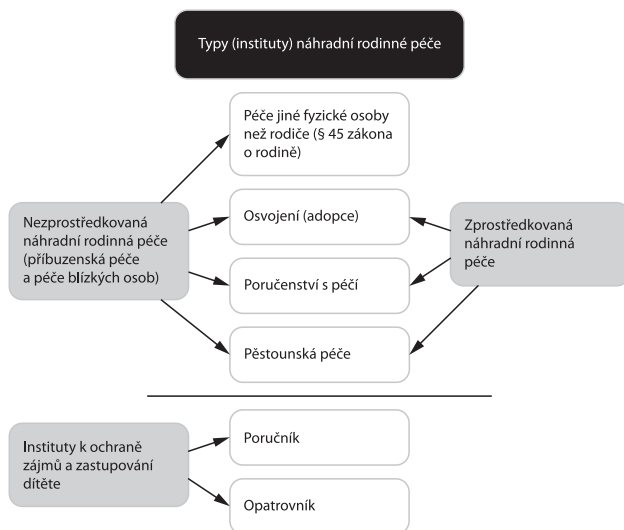 Typy (instituty) náhradní rodinné péče
Péče jiné fyzické osoby
než rodiče (§ 45 zákona
o rodině)
Nezprostředkovaná
náhradní rodinná péče
(příbuzenská péče
a péče blízkých osob)
Osvojení (adopce)
Zprostředkovaná
náhradní rodinná
péče
Poručenství s péčí
Pěstounská péče
Instituty k ochraně
zájmů a zastupování
dítěte
Poručník
Opatrovník